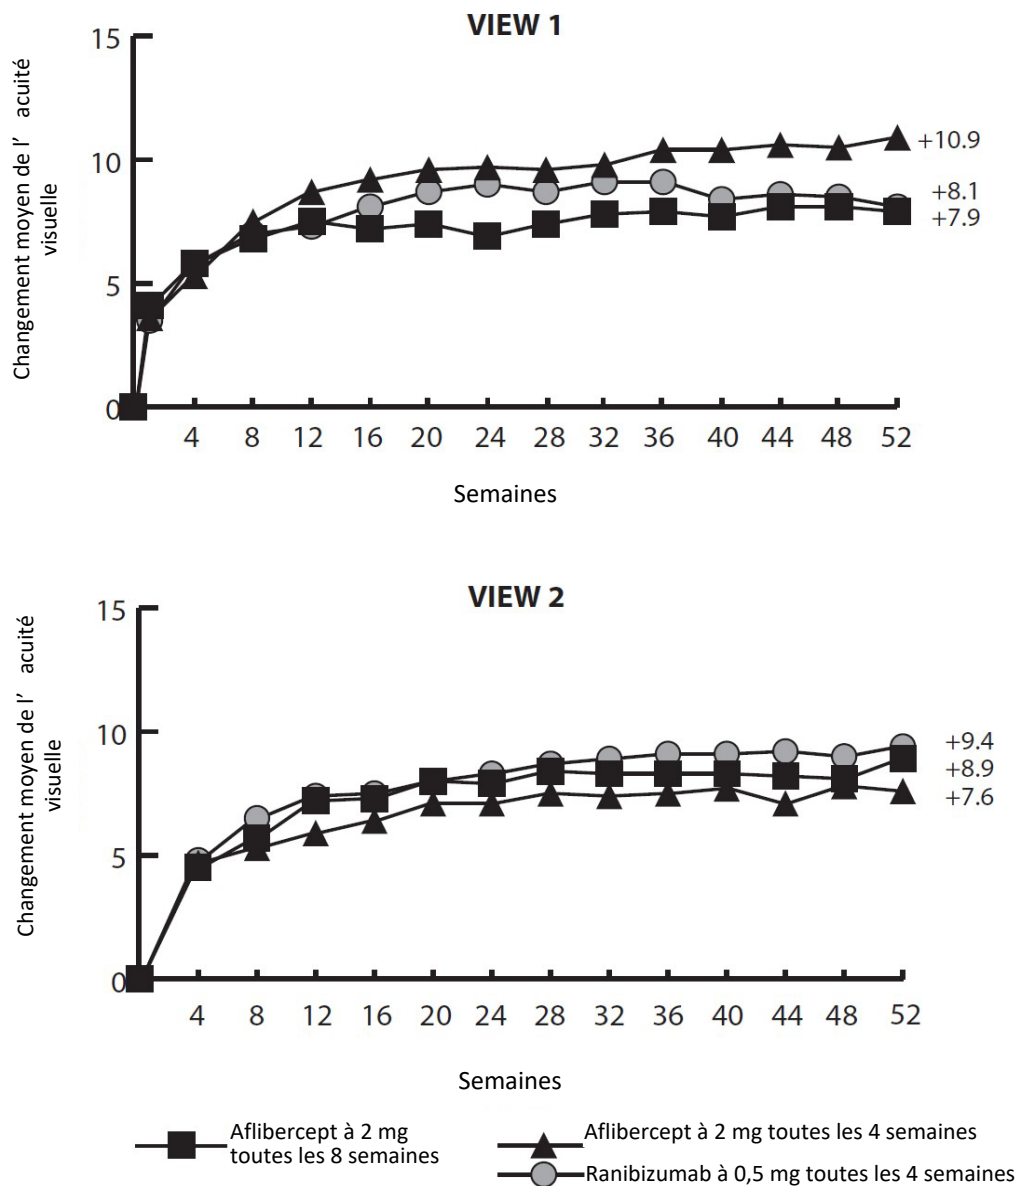 VIEW 1
Changement moyen de l’ acuité
visuelle
15
10
5
0
4 8 12 16 20 24 28 32 36 40 44 48 52
+10.9
+8.1
+7.9
Semaines
VIEW 2
Changement moyen de l’ acuité
visuelle
15
10
5
0
4 8 12 16 20 24 28 32 36 40 44 48 52
+9.4
+8.9
+7.6
Semaines
Aflibercept à 2 mg
toutes les 8 semaines
Aflibercept à 2 mg toutes les 4 semaines
Ranibizumab à 0,5 mg toutes les 4 semaines